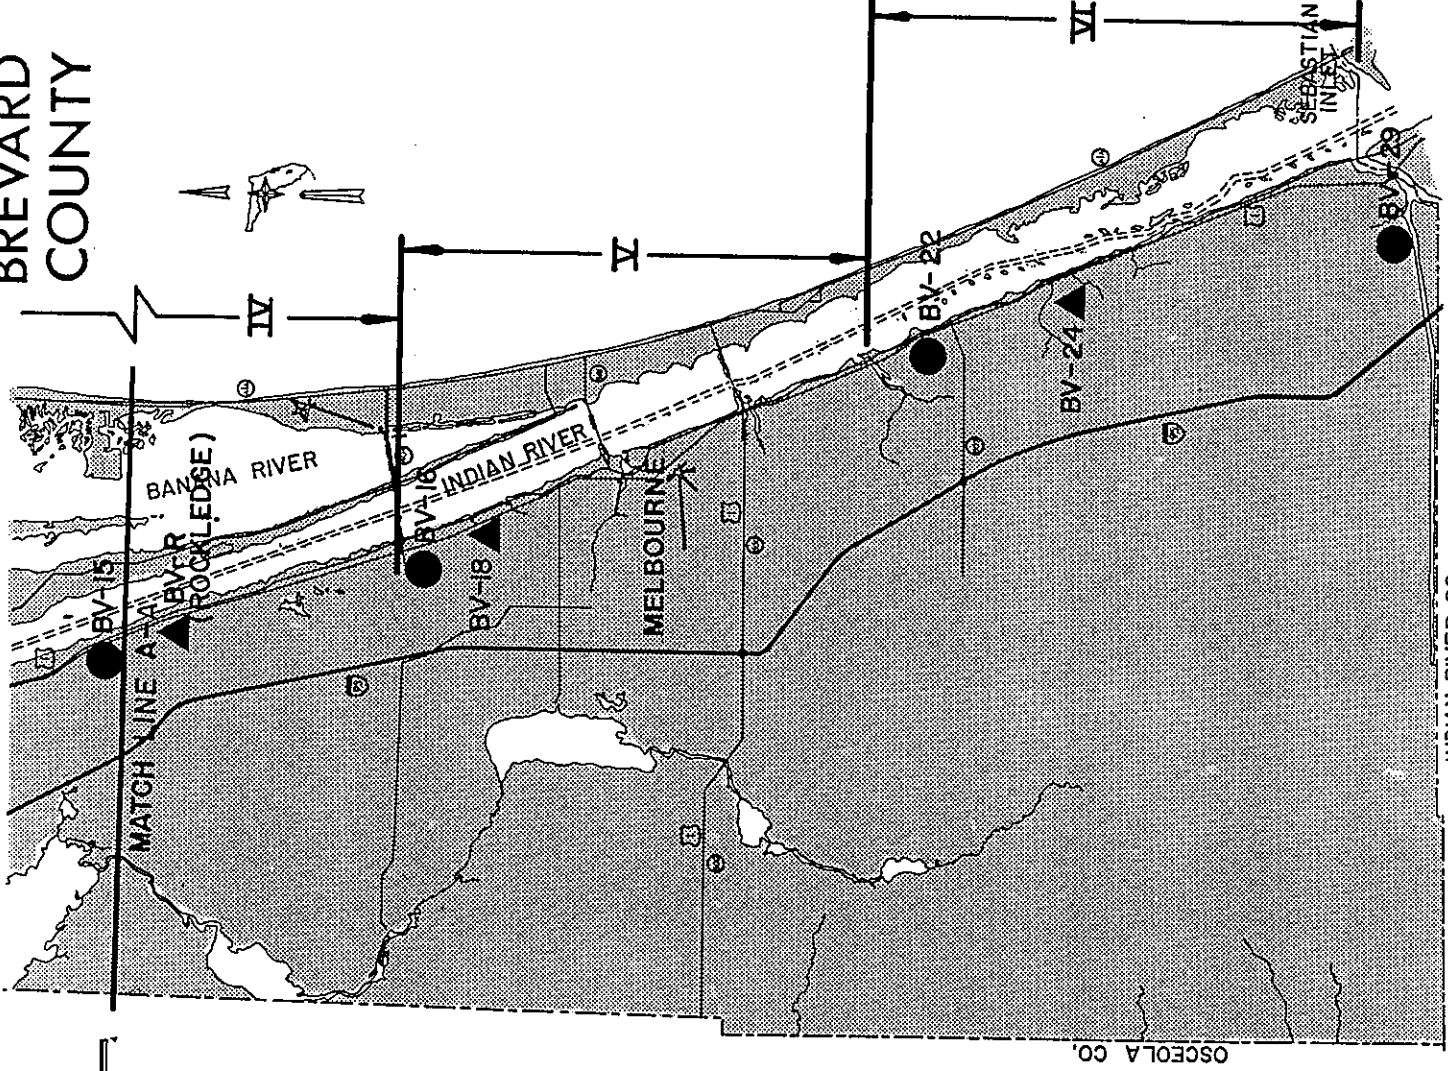 BREVARD
COUNTY
IV
V
VI
SEBASTIAN
INLET
BANANA RIVER
INDIAN RIVER
BV-15
MATCH LINE A-A
BV-R
(ROCKLEDGE)
BV-16
BV-18
MELBOURNE
BV-22
BV-24
BV-29
OSCEOLA CO.